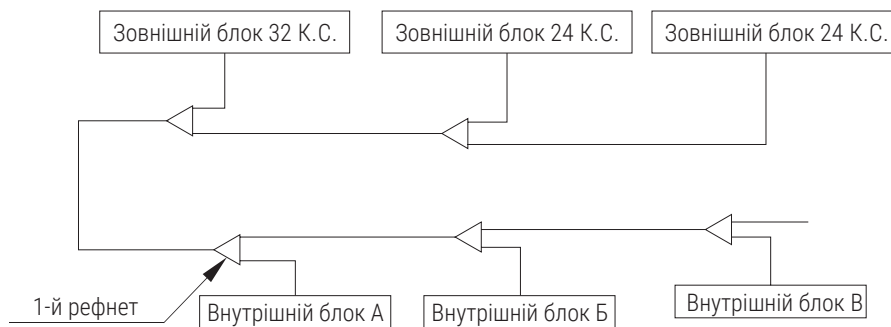 Зовнішній блок 32 К.С.
Зовнішній блок 24 К.С.
Зовнішній блок 24 К.С.
1-й рефнет
Внутрішній блок А
Внутрішній блок Б
Внутрішній блок В